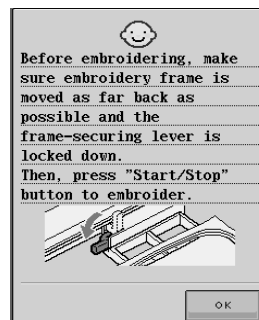 Before embroidering, make
sure embroidery frame is
moved as far back as
possible and the
frame-securing lever is
locked down.
Then, press "Start/Stop"
button to embroider.
OK